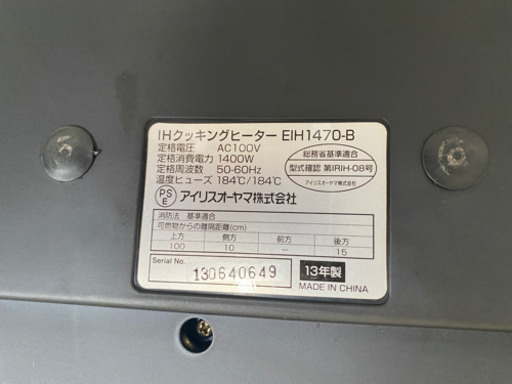 IHクッキングヒーター EIH1470-B
定格電圧 AC100V
定格消費電力 1400W
定格周波数 50-60Hz
温度ヒューズ 184℃/184℃
総務省基準適合
型式確認 第IRIH-08号
アイリスオーヤマ株式会社
PS
E
アイリスオーヤマ株式会社
消防法 基準適合
可燃物からの離隔距離(cm)
上方 側方 前方 後方
100 10 － 15
Serial No.
130640649
13年製
MADE IN CHINA